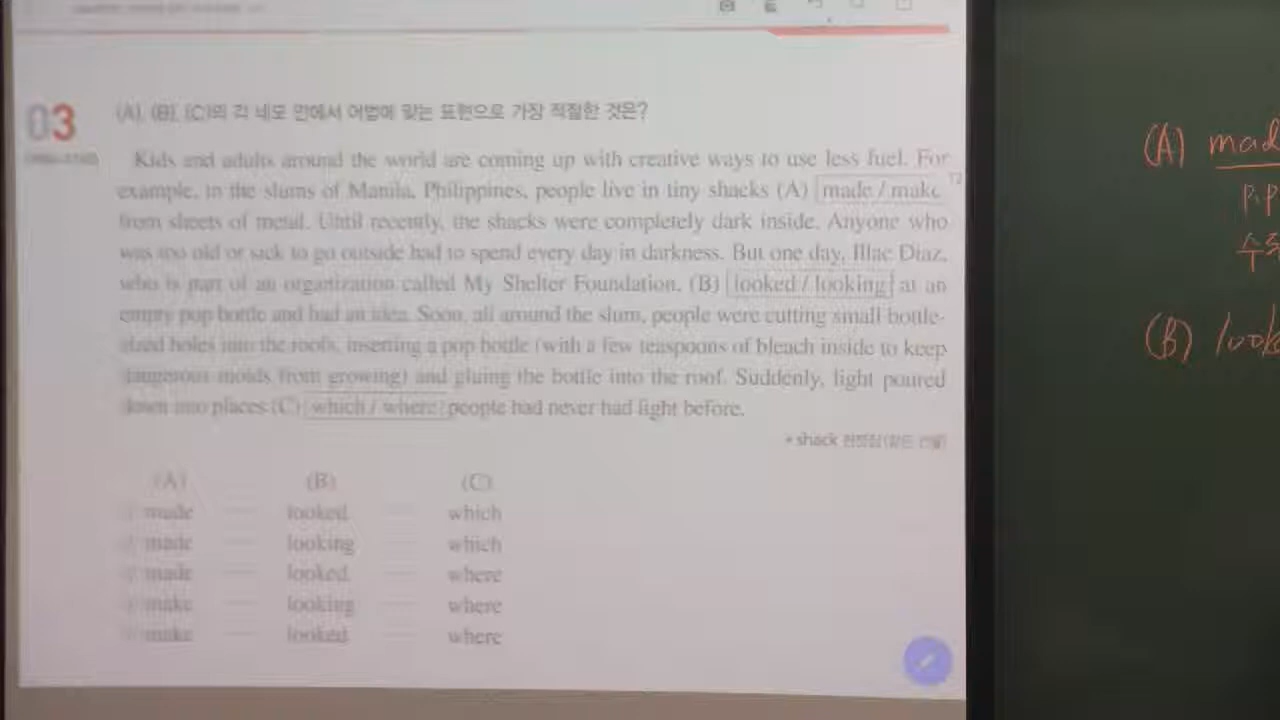 03
(A), (B), (C)의 각 네모 안에서 어법에 맞는 표현으로 가장 적절한 것은?
Kids and adults around the world are coming up with creative ways to use less fuel. For
example, in the slums of Manila, Philippines, people live in tiny shacks (A) made / make
from sheets of metal. Until recently, the shacks were completely dark inside. Anyone who
was too old or sick to go outside had to spend every day in darkness. But one day, Illac Diaz,
who is part of an organization called My Shelter Foundation, (B) looked / looking at an
empty pop bottle and had an idea. Soon, all around the slum, people were cutting small bottle-
sized holes into the roofs, inserting a pop bottle (with a few teaspoons of bleach inside to keep
dangerous molds from growing) and gluing the bottle into the roof. Suddenly, light poured
down into places (C) which / where people had never had light before.
* shack
(A) (B) (C)
made looked which
made looking which
made looked where
make looking where
make looked where
(A) mad
P.P
(B) look